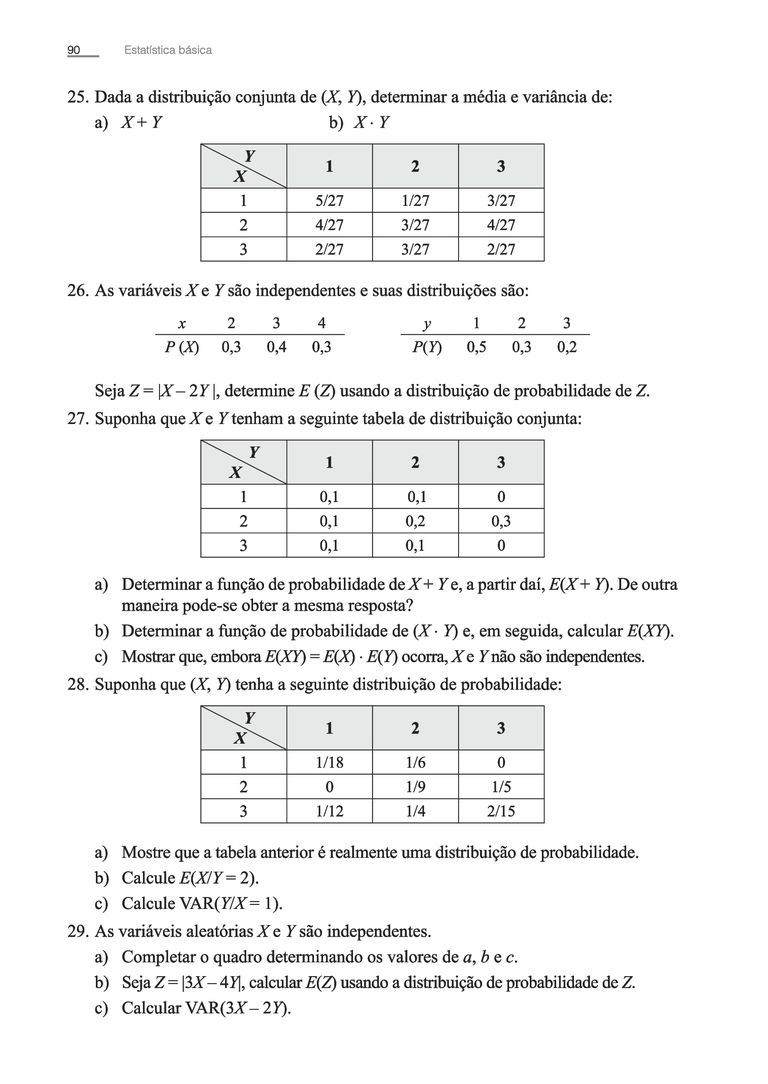 90 Estatística básica
25. Dada a distribuição conjunta de (X, Y), determinar a média e variância de:
a) X + Y b) X · Y
Y
X 1 2 3
1 5/27 1/27 3/27
2 4/27 3/27 4/27
3 2/27 3/27 2/27
26. As variáveis X e Y são independentes e suas distribuições são:
x 2 3 4 y 1 2 3
P (X) 0,3 0,4 0,3 P(Y) 0,5 0,3 0,2
Seja Z = |X – 2Y |, determine E (Z) usando a distribuição de probabilidade de Z.
27. Suponha que X e Y tenham a seguinte tabela de distribuição conjunta:
Y
X 1 2 3
1 0,1 0,1 0
2 0,1 0,2 0,3
3 0,1 0,1 0
a) Determinar a função de probabilidade de X + Y e, a partir daí, E(X + Y). De outra
maneira pode-se obter a mesma resposta?
b) Determinar a função de probabilidade de (X · Y) e, em seguida, calcular E(XY).
c) Mostrar que, embora E(XY) = E(X) · E(Y) ocorra, X e Y não são independentes.
28. Suponha que (X, Y) tenha a seguinte distribuição de probabilidade:
Y
X 1 2 3
1 1/18 1/6 0
2 0 1/9 1/5
3 1/12 1/4 2/15
a) Mostre que a tabela anterior é realmente uma distribuição de probabilidade.
b) Calcule E(X/Y = 2).
c) Calcule VAR(Y/X = 1).
29. As variáveis aleatórias X e Y são independentes.
a) Completar o quadro determinando os valores de a, b e c.
b) Seja Z = |3X – 4Y|, calcular E(Z) usando a distribuição de probabilidade de Z.
c) Calcular VAR(3X – 2Y).